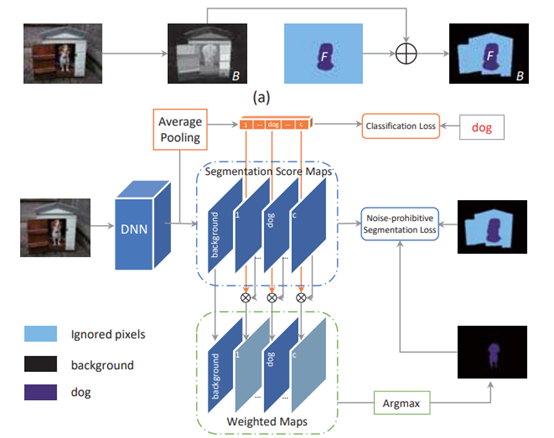 B
F
F
B
(a)
Average
Pooling
1 ... dog ... c
Classification Loss
dog
Segmentation Score Maps
DNN
background
1
dog
c
...
...
Noise-prohibitive
Segmentation Loss
background
1
dog
c
...
...
Weighted Maps
Argmax
Ignored pixels
background
dog